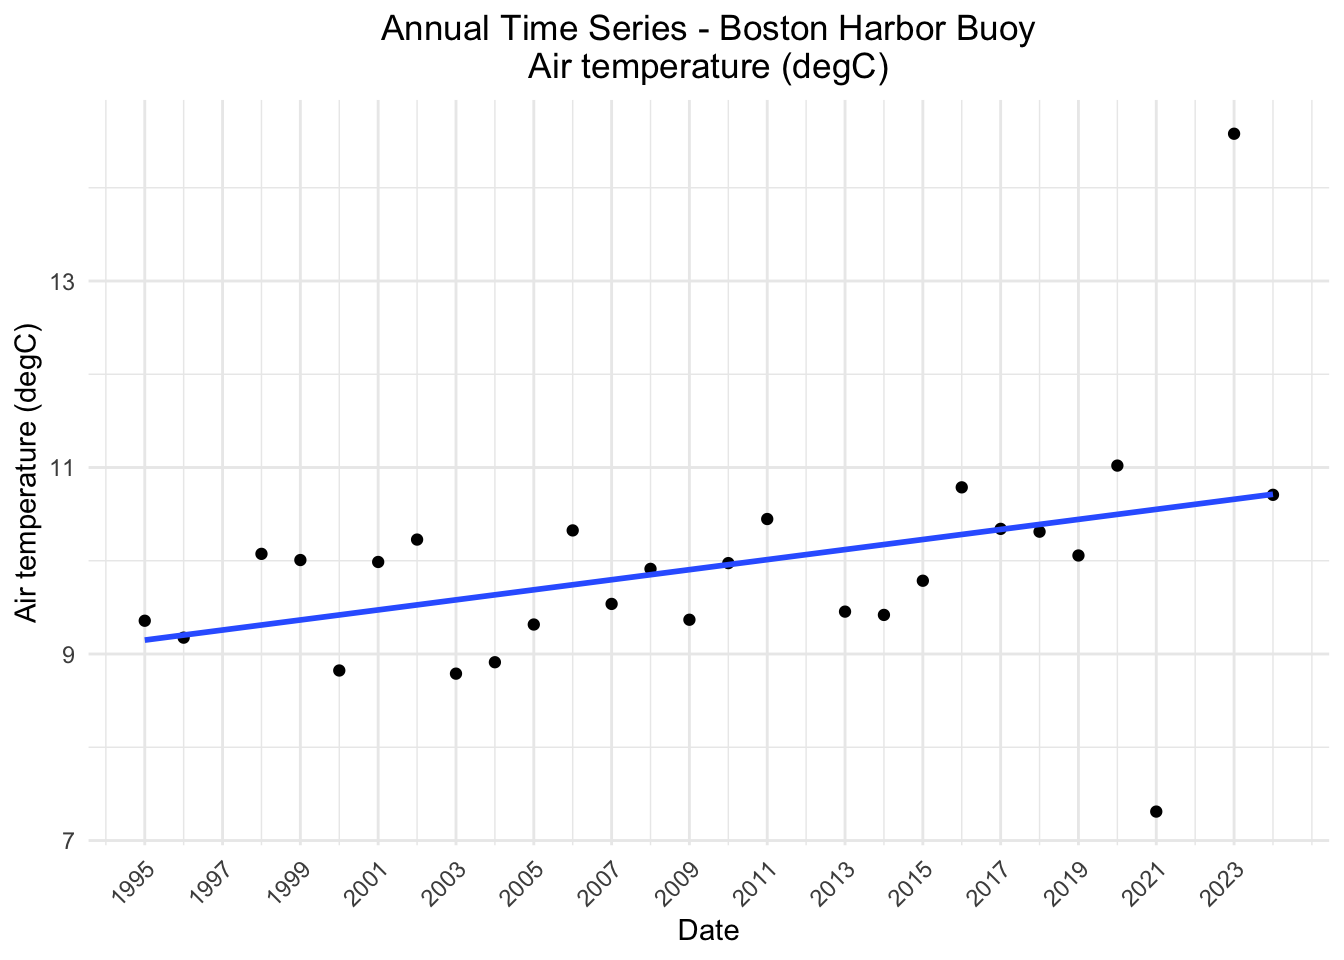 Annual Time Series - Boston Harbor Buoy
Air temperature (degC)
Air temperature (degC)
13
11
9
7
1995 1997 1999 2001 2003 2005 2007 2009 2011 2013 2015 2017 2019 2021 2023
Date